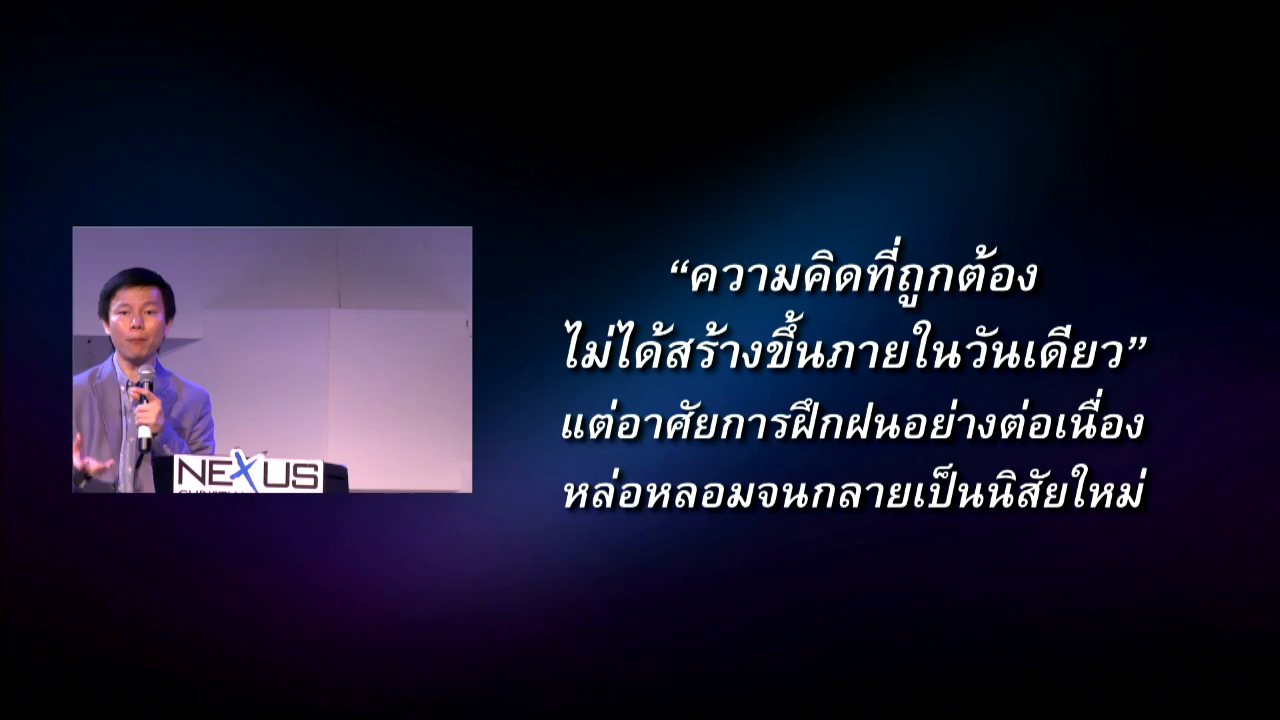 “ความคิดที่ถูกต้อง
ไม่ได้สร้างขึ้นภายในวันเดียว”
แต่อาศัยการฝึกฝนอย่างต่อเนื่อง
หล่อหลอมจนกลายเป็นนิสัยใหม่
NEXUS